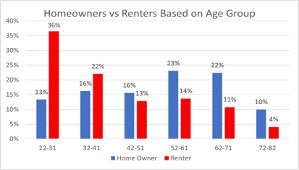 Homeowners vs Renters Based on Age Group
40%
35%
30%
25%
20%
15%
10%
5%
0%
13% 36% 16% 22% 16% 13% 23% 14% 22% 11% 10% 4%
22-31 32-41 42-51 52-61 62-71 72-82
Home Owner Renter